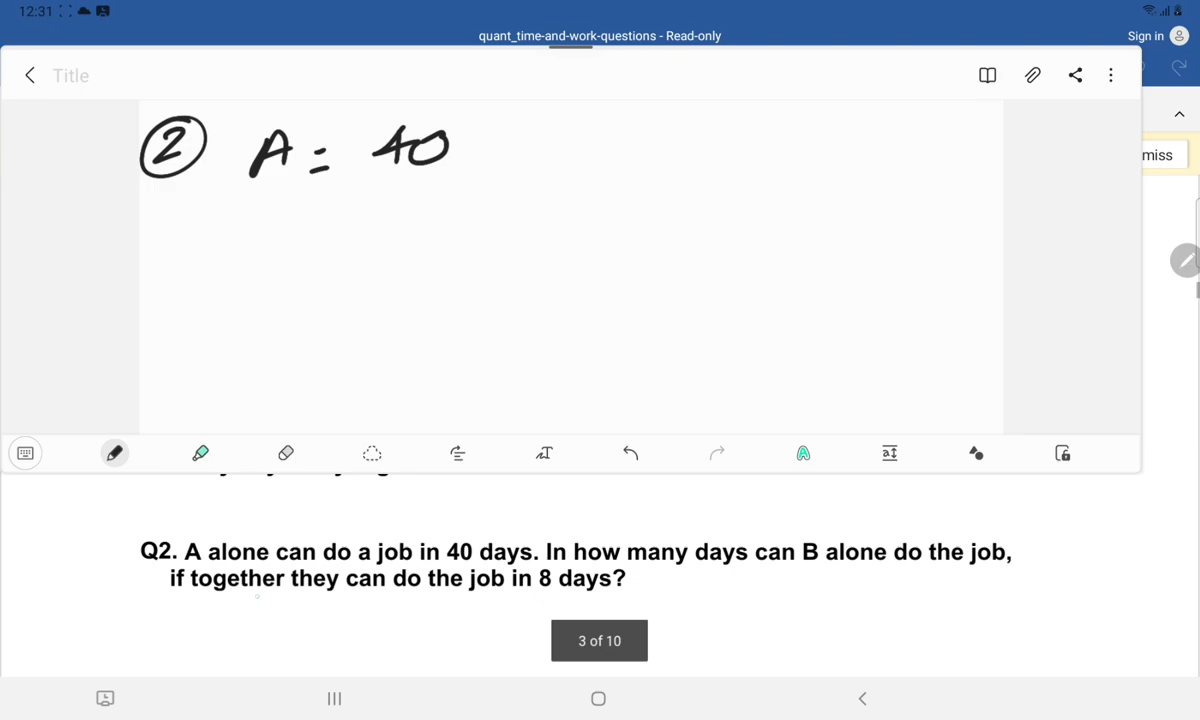 12:31
quant_time-and-work-questions - Read-only
Sign in
Title
miss
② A = 40
Q2. A alone can do a job in 40 days. In how many days can B alone do the job,
if together they can do the job in 8 days?
3 of 10